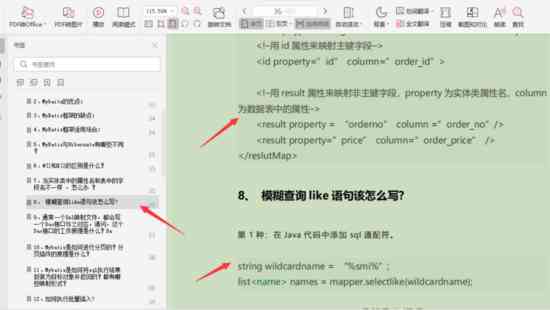 PDF转Office PDF转图片 播放 阅读模式 115.59% 旋转文档 单页 双页 连续阅读 自动滚动 背景 划词翻译 全文翻译 压缩 截图和对比 朗读 查找
书签
2、Mybatis的优点:
3、MyBatis框架的缺点:
4、MyBatis框架适用场合:
5、MyBatis与Hibernate有哪些不同?
6、#{}和${}的区别是什么?
7、当实体类中的属性名和表中的字段名不一样 ，怎么办 ?
8、 模糊查询like语句该怎么写?
9、通常一个Xml映射文件，都会写一个Dao接口与之对应，请问，这个Dao接口的工作原理是什么?
10、Mybatis是如何进行分页的?分页插件的原理是什么?
11、Mybatis是如何将sql执行结果封装为目标对象并返回的?都有哪些映射形式?
12、如何执行批量插入?
<!–用 id 属性来映射主键字段–>
<id property=”id” column=”order_id”>
<!–用 result 属性来映射非主键字段，property 为实体类属性名，column
为数据表中的属性–>
<result property = “orderno” column =”order_no”/>
<result property=”price” column=”order_price” />
</reslutMap>
8、 模糊查询 like 语句该怎么写?
第 1 种：在 Java 代码中添加 sql 通配符。
string wildcardname = “%smi%”;
list<name> names = mapper.selectlike(wildcardname);